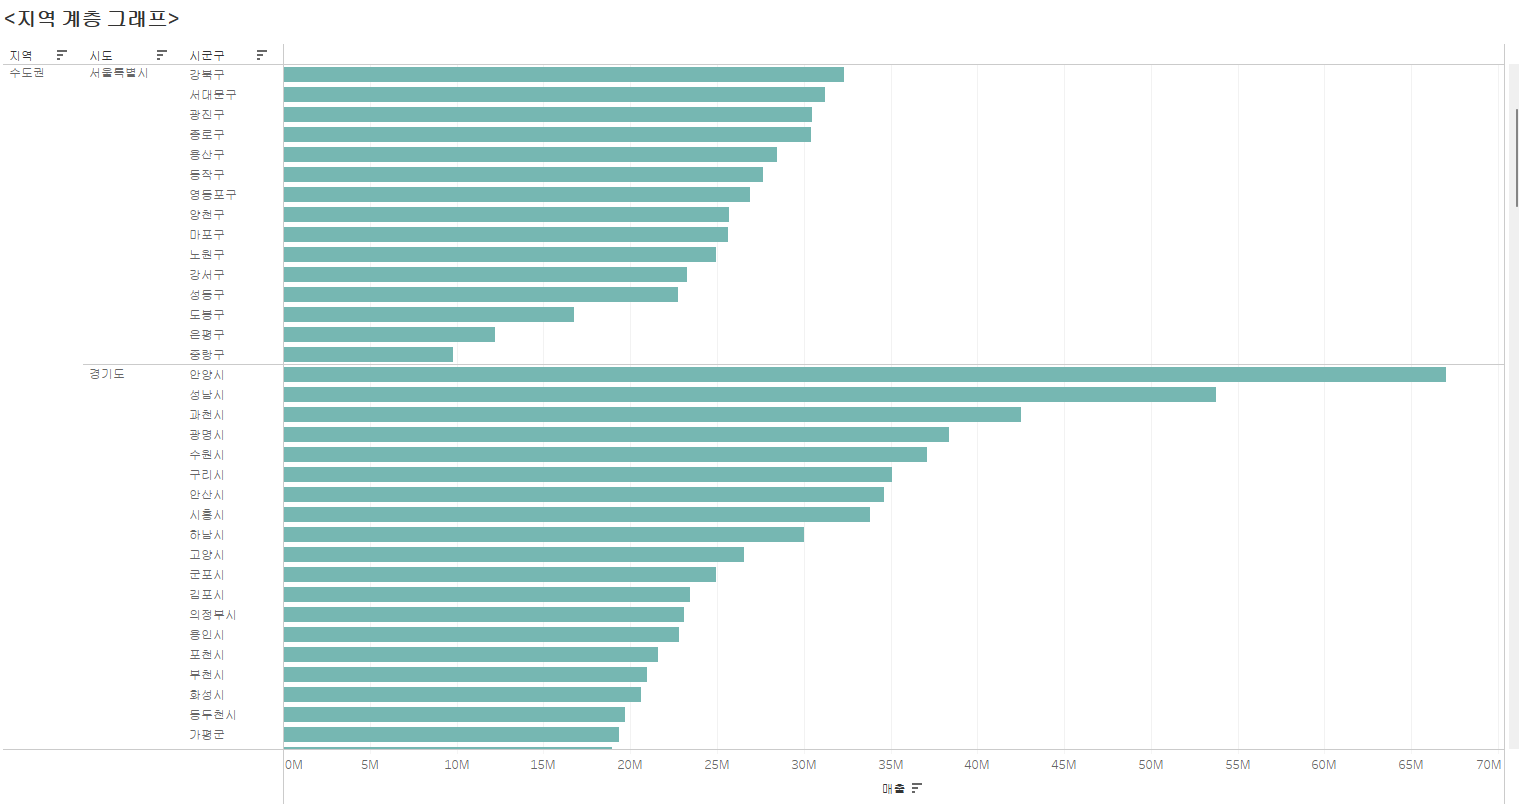 <지역 계층 그래프>
지역 시도 시군구
수도권 서울특별시 강북구
서대문구
광진구
종로구
용산구
동작구
영등포구
양천구
마포구
노원구
강서구
성동구
도봉구
은평구
중랑구
경기도 안양시
성남시
과천시
광명시
수원시
구리시
안산시
시흥시
하남시
고양시
군포시
김포시
의정부시
용인시
포천시
부천시
화성시
동두천시
가평군
0M 5M 10M 15M 20M 25M 30M 35M 40M 45M 50M 55M 60M 65M 70M
매출